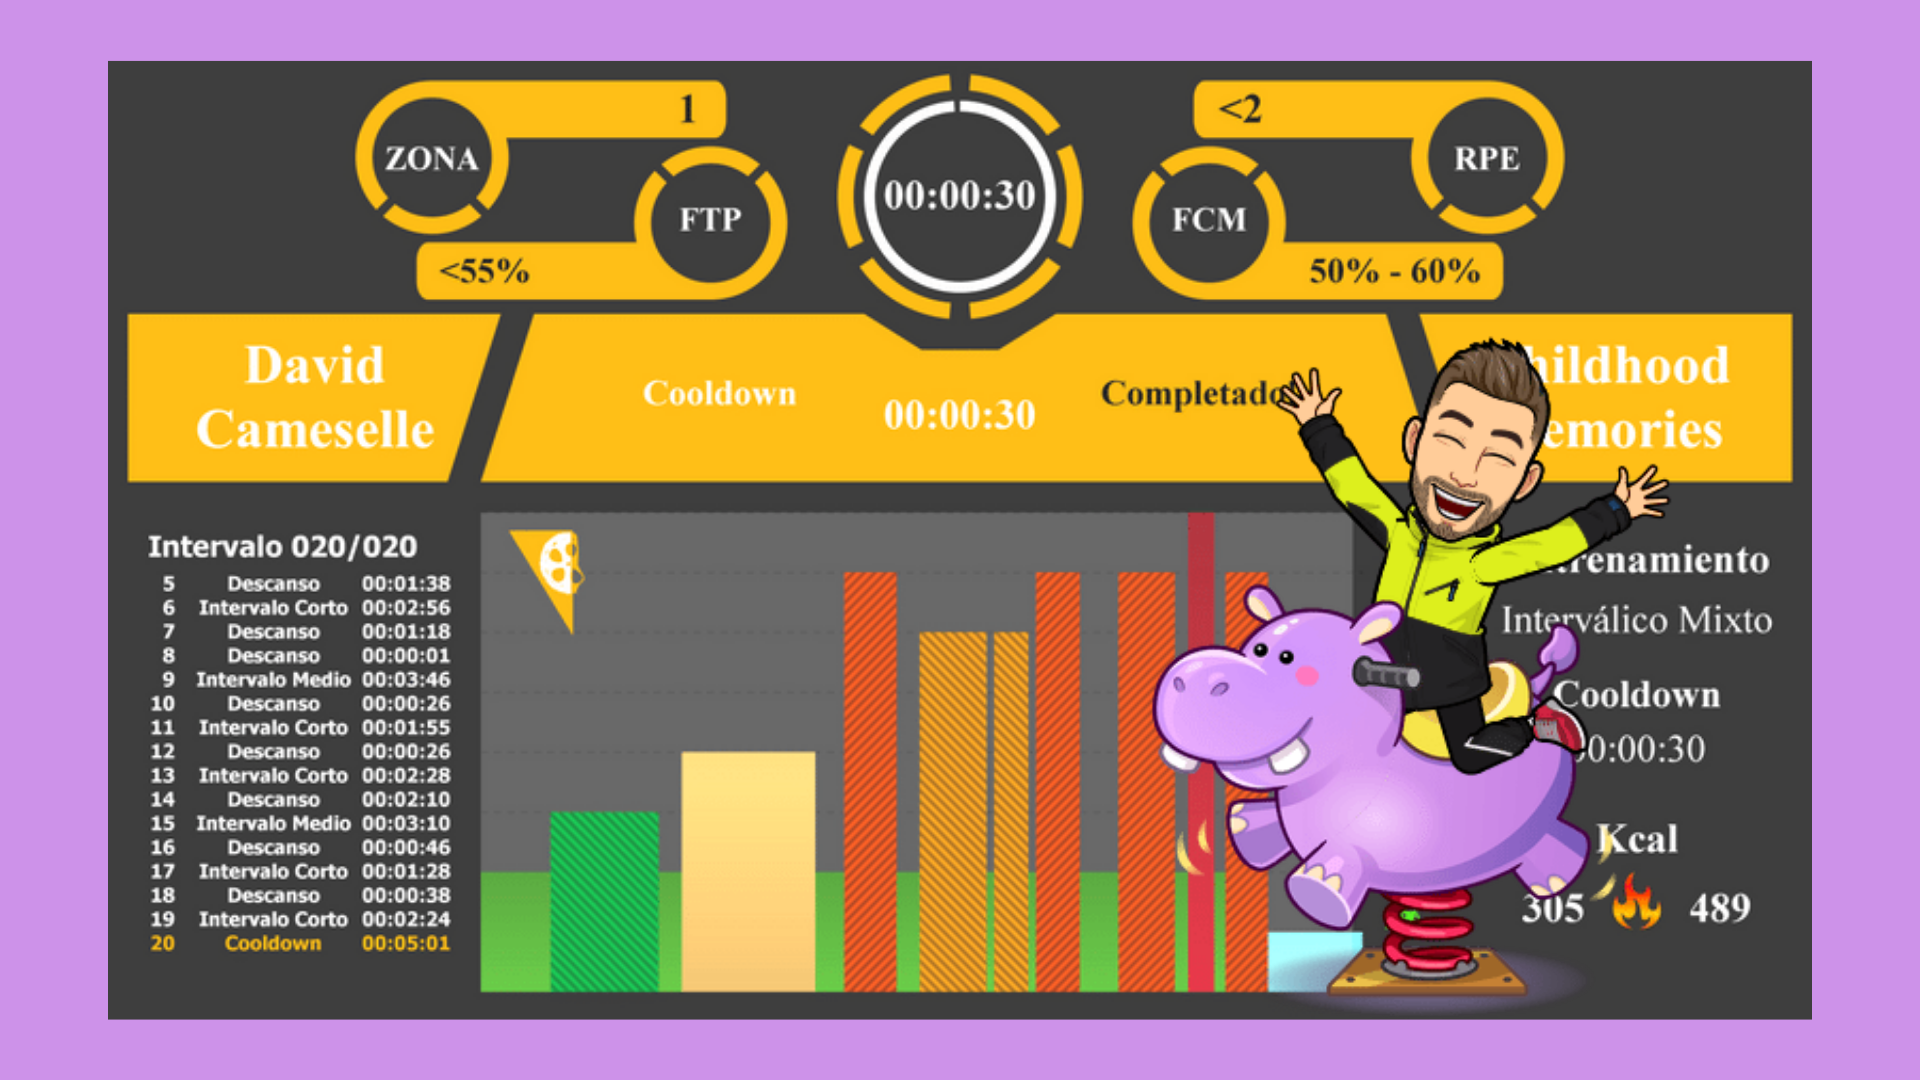 ZONA
1
FTP
<55%
00:00:30
<2
RPE
FCM
50% - 60%
David
Cameselle
Cooldown
00:00:30
Completado
hildhood
emories
Intervalo 020/020
5 Descanso 00:01:38
6 Intervalo Corto 00:02:56
7 Descanso 00:01:18
8 Descanso 00:00:01
9 Intervalo Medio 00:03:46
10 Descanso 00:00:26
11 Intervalo Corto 00:01:55
12 Descanso 00:00:26
13 Intervalo Corto 00:02:28
14 Descanso 00:02:10
15 Intervalo Medio 00:03:10
16 Descanso 00:00:46
17 Intervalo Corto 00:01:28
18 Descanso 00:00:38
19 Intervalo Corto 00:02:24
20 Cooldown 00:05:01
trenamiento
Interválico Mixto
Cooldown
0:00:30
Kcal
305 489